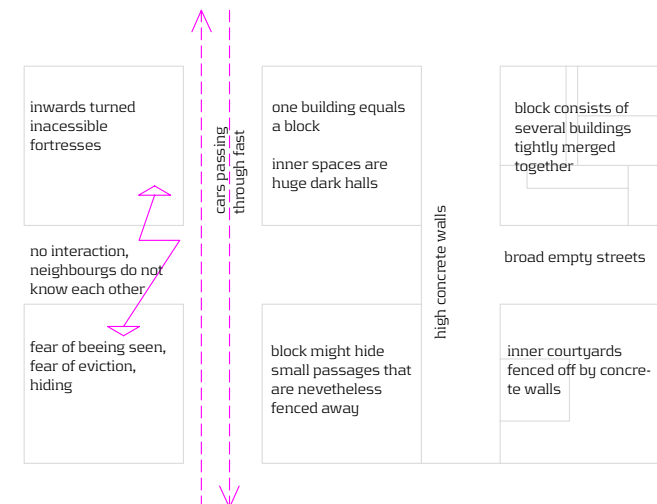 inwards turned
inacessible
fortresses
no interaction,
neighbourgs do not
know each other
fear of beeing seen,
fear of eviction,
hiding
cars passing
through fast
one building equals
a block
inner spaces are
huge dark halls
block might hide
small passages that
are nevetheless
fenced away
high concrete walls
block consists of
several buildings
tightly merged
together
broad empty streets
inner courtyards
fenced off by concre-
te walls